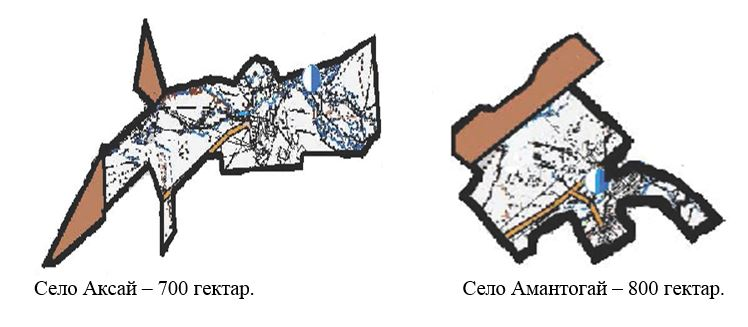 Село Аксай – 700 гектар.
Село Амантогай – 800 гектар.